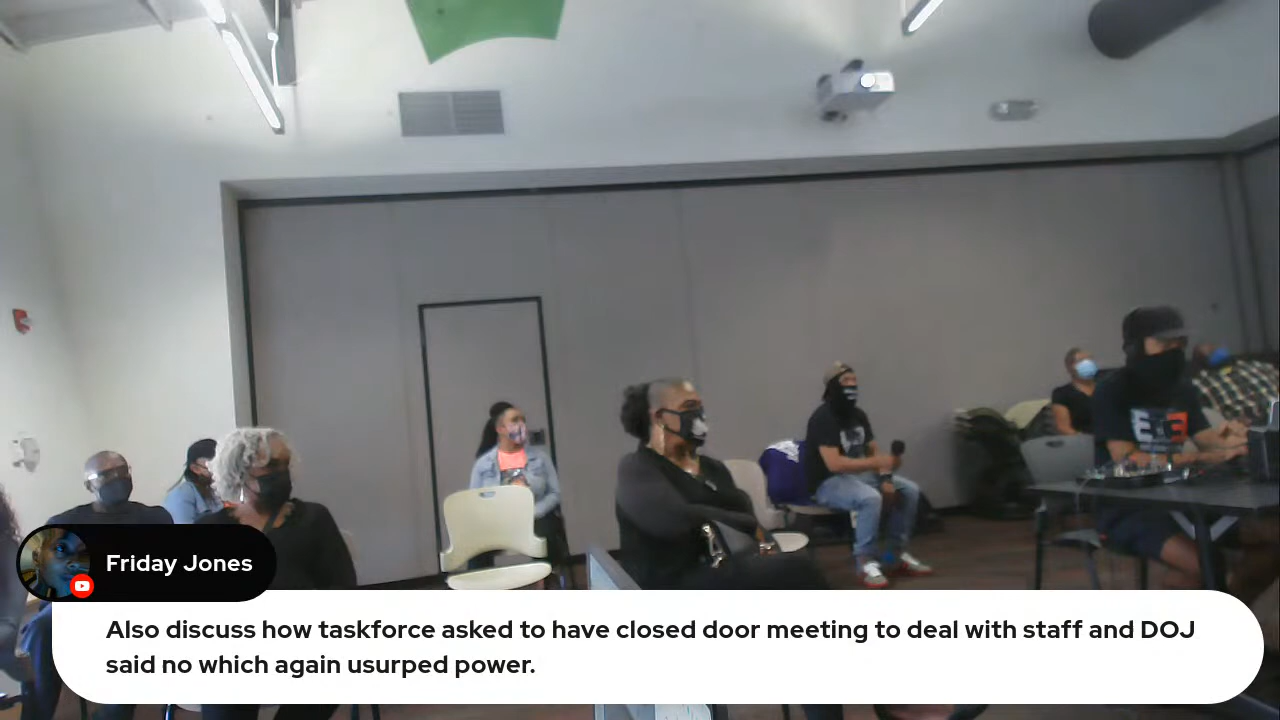 Friday Jones
Also discuss how taskforce asked to have closed door meeting to deal with staff and DOJ
said no which again usurped power.